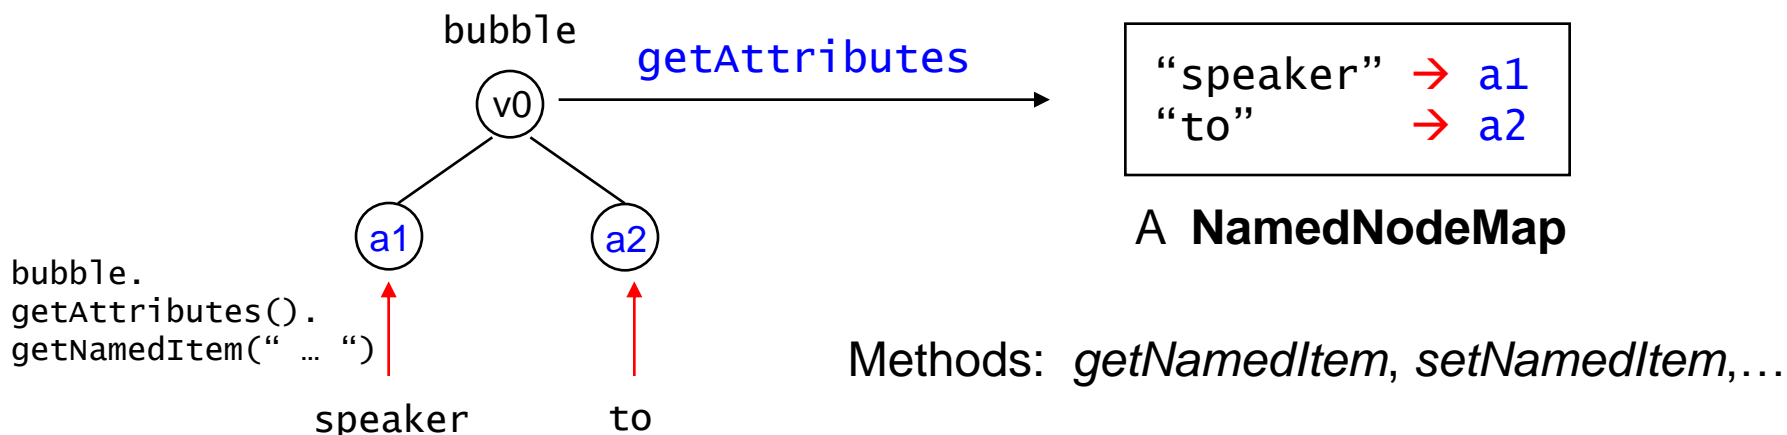 bubble
v0
getAttributes
“speaker” → a1
“to” → a2
A NamedNodeMap
a1
a2
bubble.
getAttributes().
getNamedItem(“ … “)
speaker
to
Methods: getNamedItem, setNamedItem,…